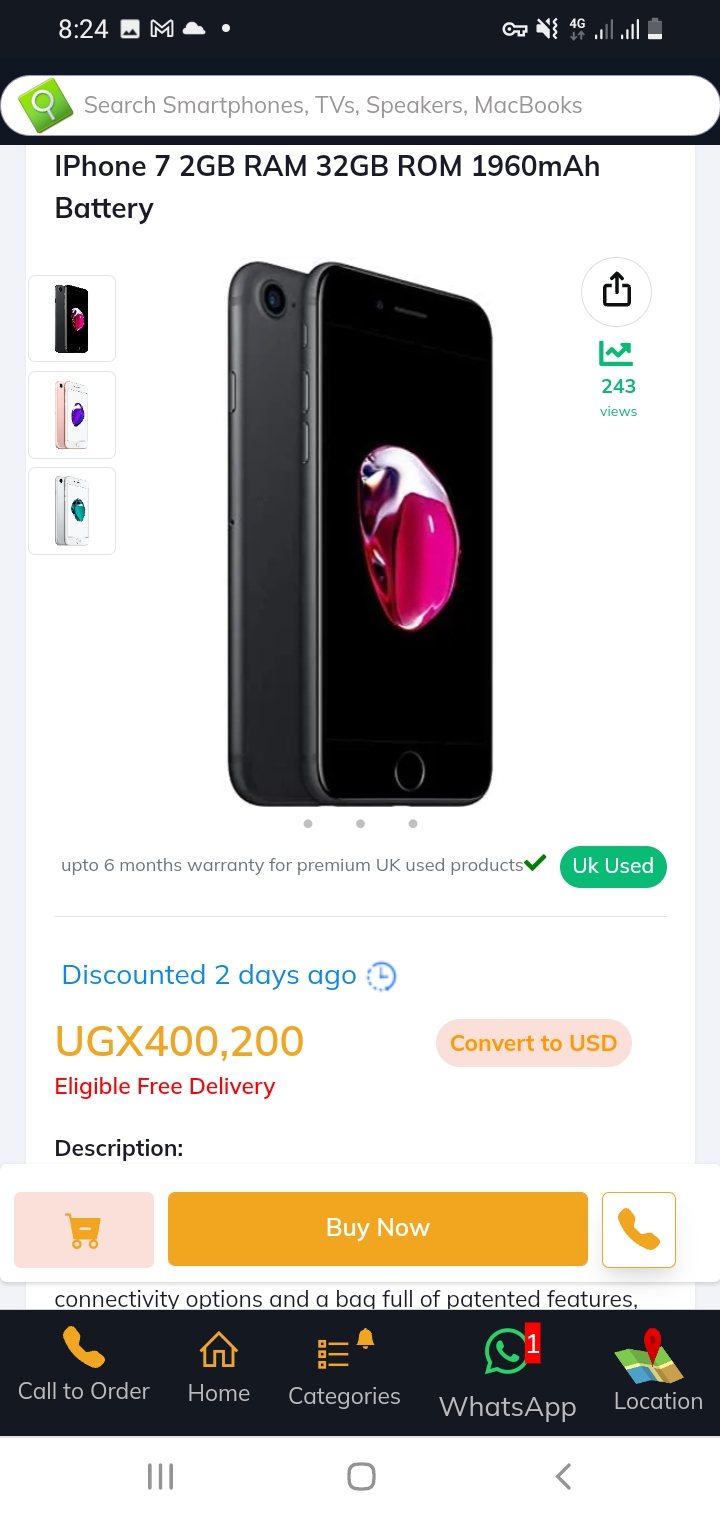 8:24
4G
Search Smartphones, TVs, Speakers, MacBooks
IPhone 7 2GB RAM 32GB ROM 1960mAh
Battery
243
views
upto 6 months warranty for premium UK used products
Uk Used
Discounted 2 days ago
UGX400,200
Convert to USD
Eligible Free Delivery
Description:
Buy Now
connectivity options and a bag full of patented features,
1
Call to Order
Home
Categories
WhatsApp
Location